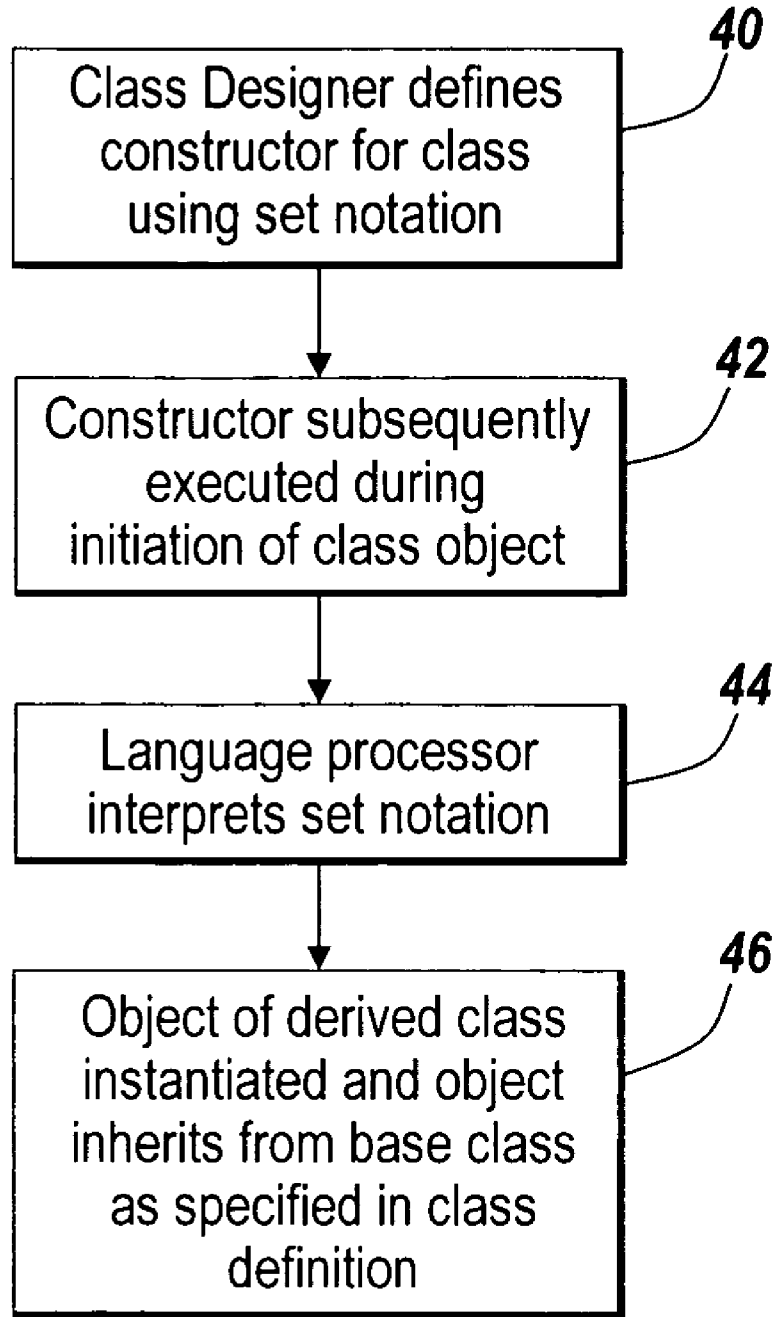 40
Class Designer defines
constructor for class
using set notation
42
Constructor subsequently
executed during
initiation of class object
44
Language processor
interprets set notation
46
Object of derived class
instantiated and object
inherits from base class
as specified in class
definition